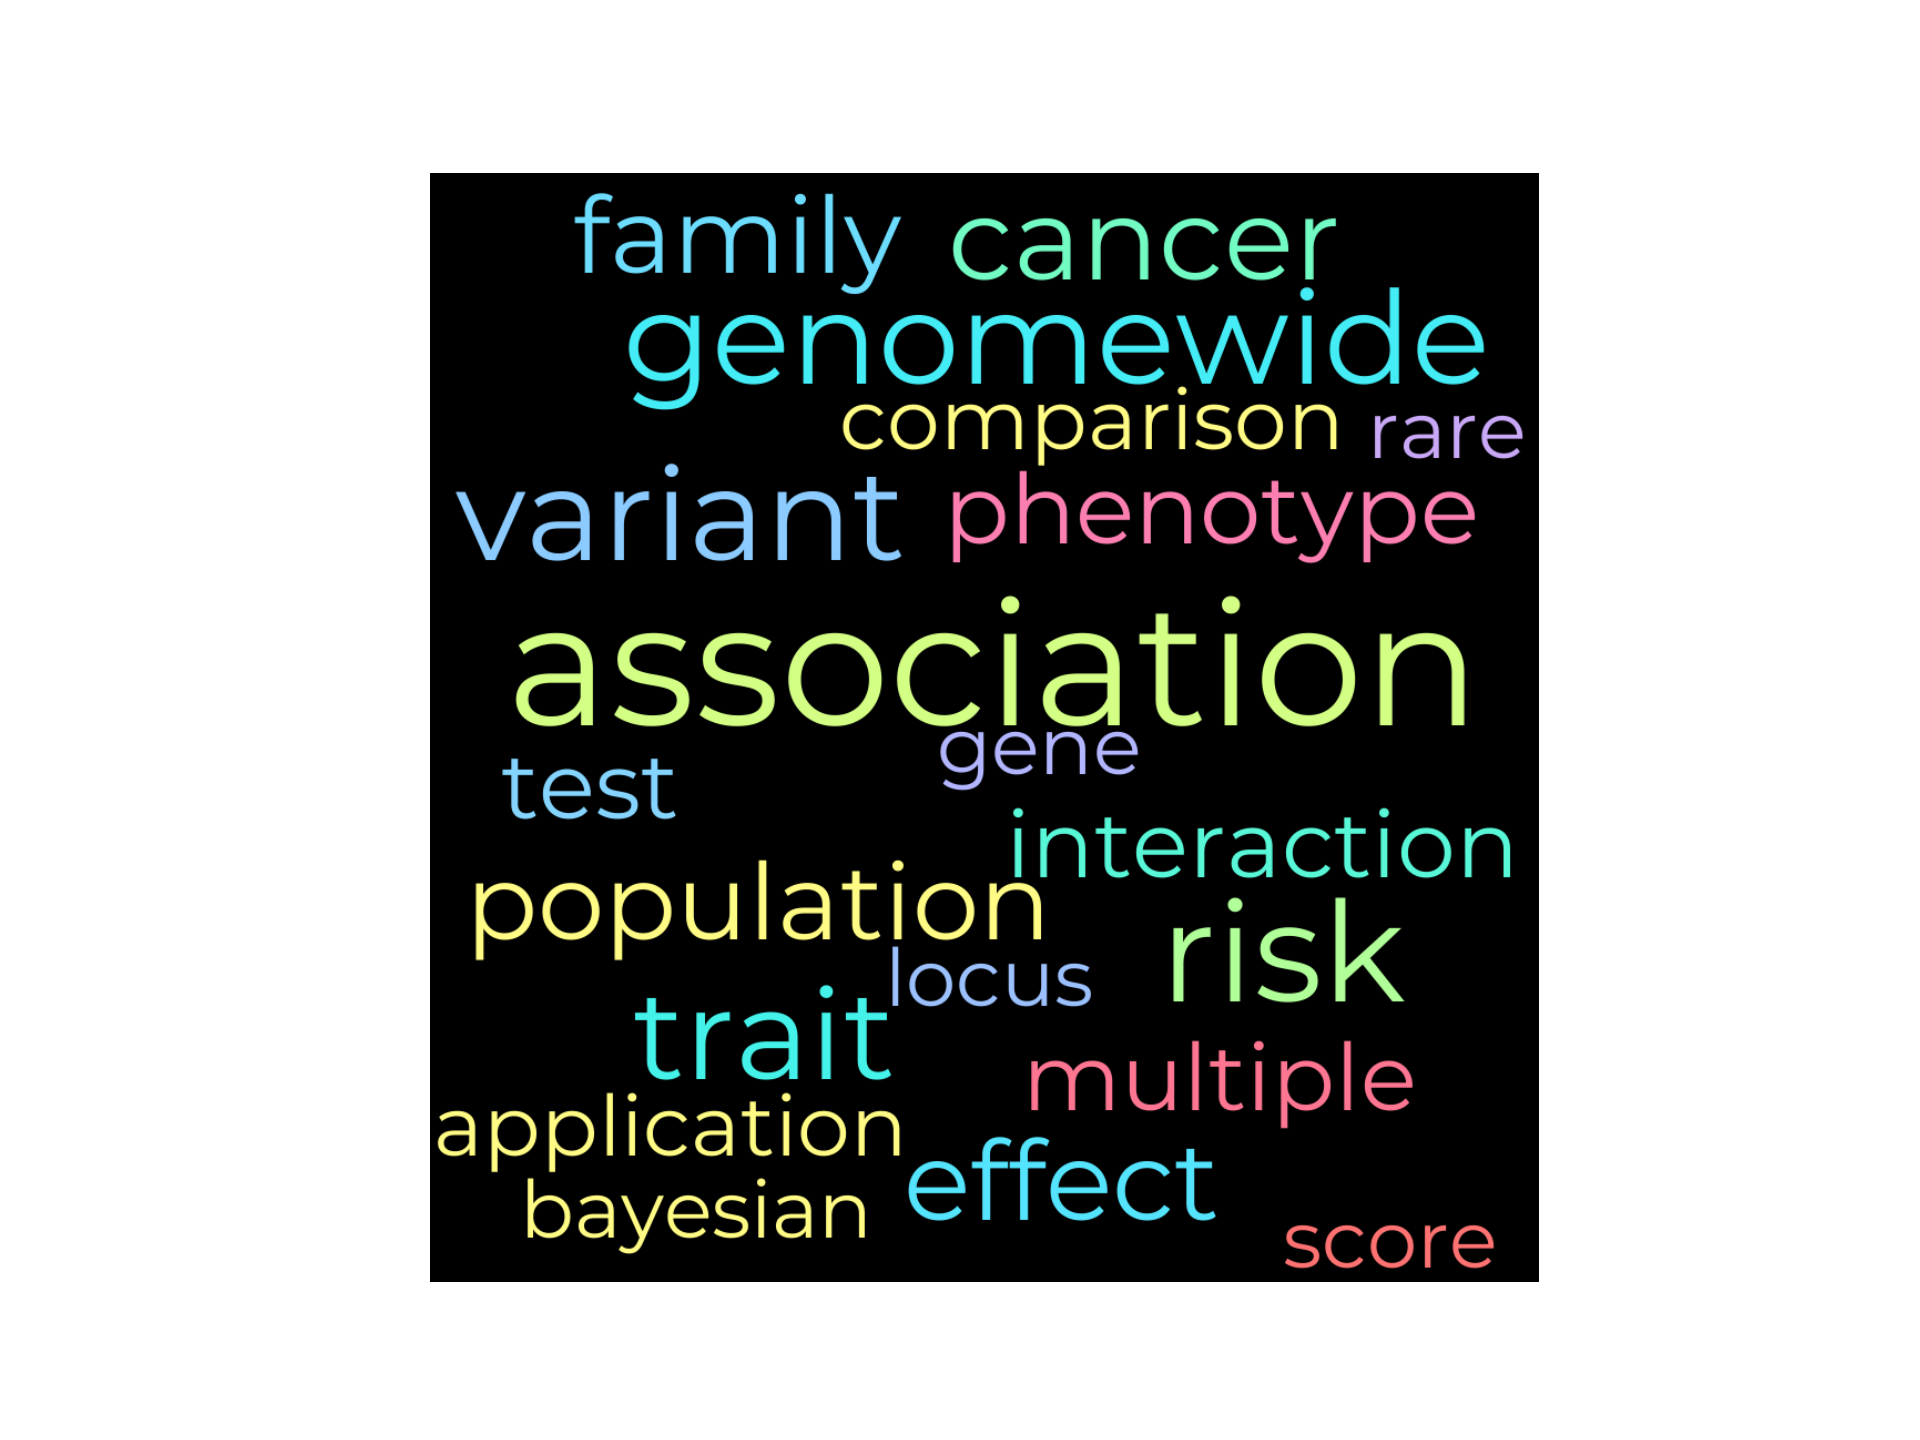 family cancer
genomewide
comparison rare
variant phenotype
association
gene
test
interaction
population
risk
locus
trait
multiple
application
effect
bayesian
score